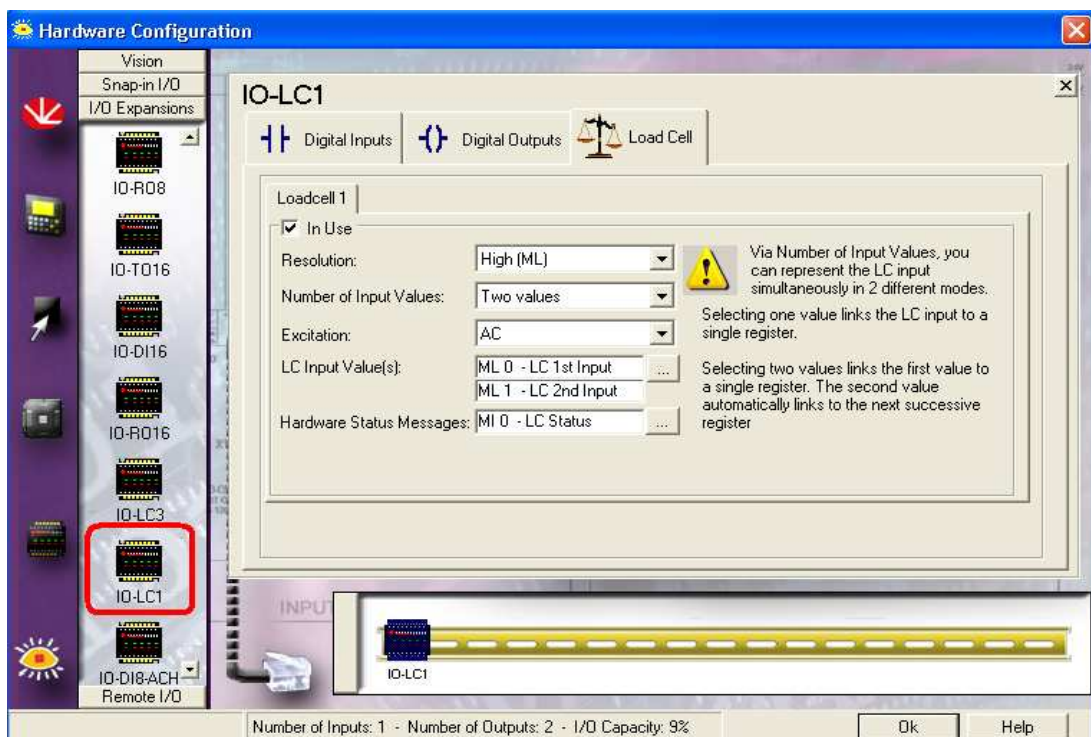 Hardware Configuration
Vision
Snap-in I/O
I/O Expansions
IO-RO8
IO-TO16
IO-DI16
IO-RO16
IO-LC3
IO-LC1
IO-DI8-ACH
Remote I/O
IO-LC1
Digital Inputs
Digital Outputs
Load Cell
Loadcell 1
In Use
Resolution:
High (ML)
Number of Input Values:
Two values
Excitation:
AC
LC Input Value(s):
ML 0 - LC 1st Input
...
ML 1 - LC 2nd Input
Hardware Status Messages:
MI 0 - LC Status
...
Via Number of Input Values, you
can represent the LC input
simultaneously in 2 different modes.
Selecting one value links the LC input to a
single register.
Selecting two values links the first value to
a single register. The second value
automatically links to the next successive
register
INPUT
IO-LC1
Number of Inputs: 1 - Number of Outputs: 2 - I/O Capacity: 9%
Ok
Help